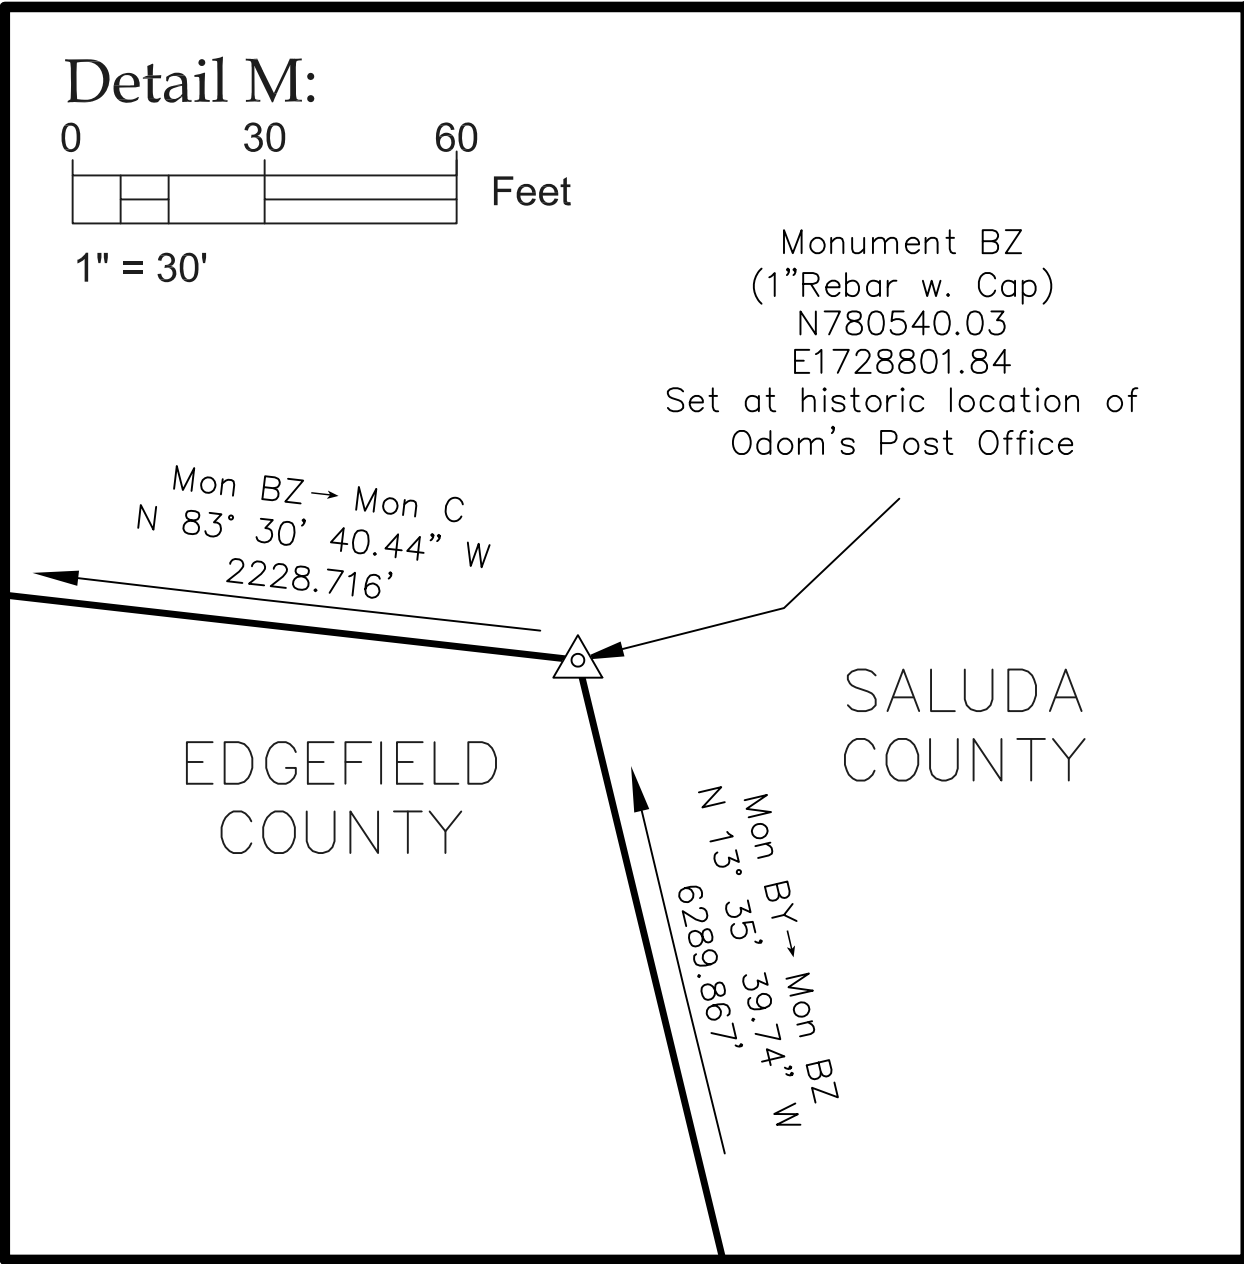 Detail M:
0 30 60
Feet
1" = 30'
Monument BZ
(1”Rebar w. Cap)
N780540.03
E1728801.84
Set at historic location of
Odom’s Post Office
Mon BZ→ Mon C
N 83° 30’ 40.44” W
2228.716’
SALUDA
COUNTY
EDGEFIELD
COUNTY
Mon BY→ Mon BZ
N 13° 35’ 39.74” W
6289.867’